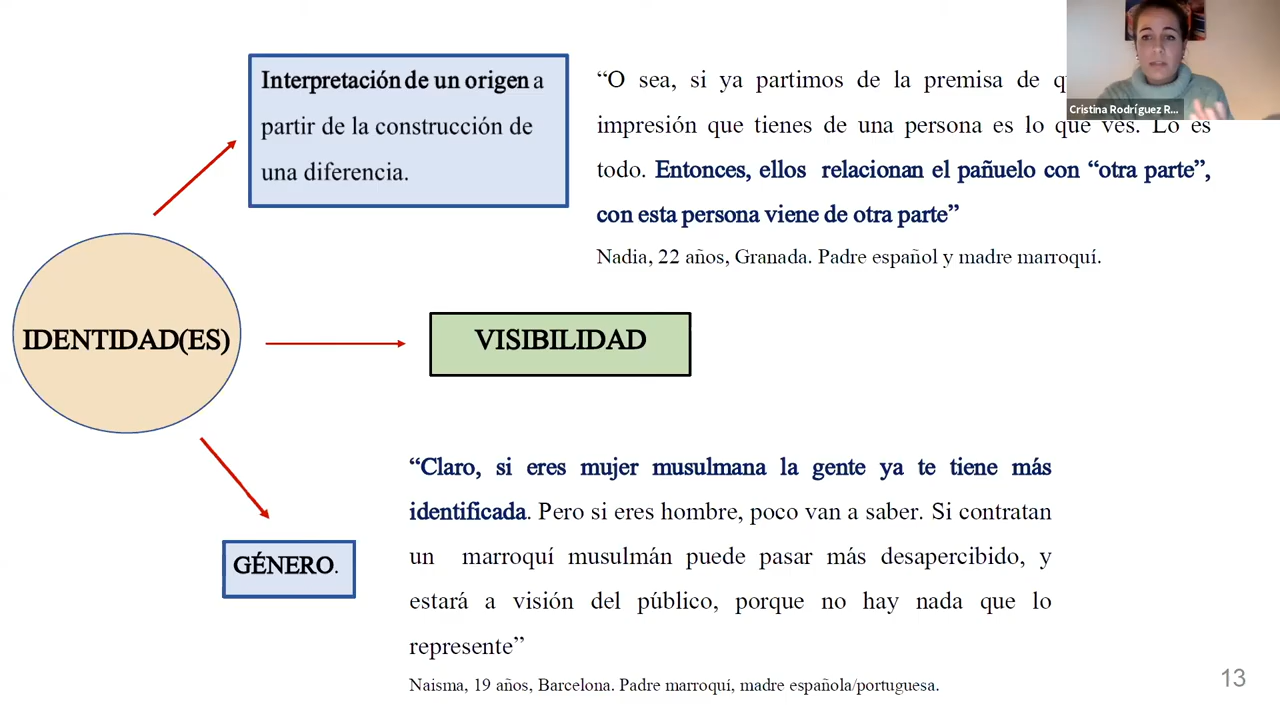 Interpretación de un origen a
partir de la construcción de
una diferencia.
“O sea, si ya partimos de la premisa de
impresión que tienes de una persona es lo que ves. Lo es
todo. Entonces, ellos relacionan el pañuelo con “otra parte”,
con esta persona viene de otra parte”
Nadia, 22 años, Granada. Padre español y madre marroquí.
Cristina Rodríguez R...
IDENTIDAD(ES)
VISIBILIDAD
GÉNERO.
“Claro, si eres mujer musulmana la gente ya te tiene más
identificada. Pero si eres hombre, poco van a saber. Si contratan
un marroquí musulmán puede pasar más desapercibido, y
estará a visión del público, porque no hay nada que lo
represente”
Naisma, 19 años, Barcelona. Padre marroquí, madre española/portuguesa.
13